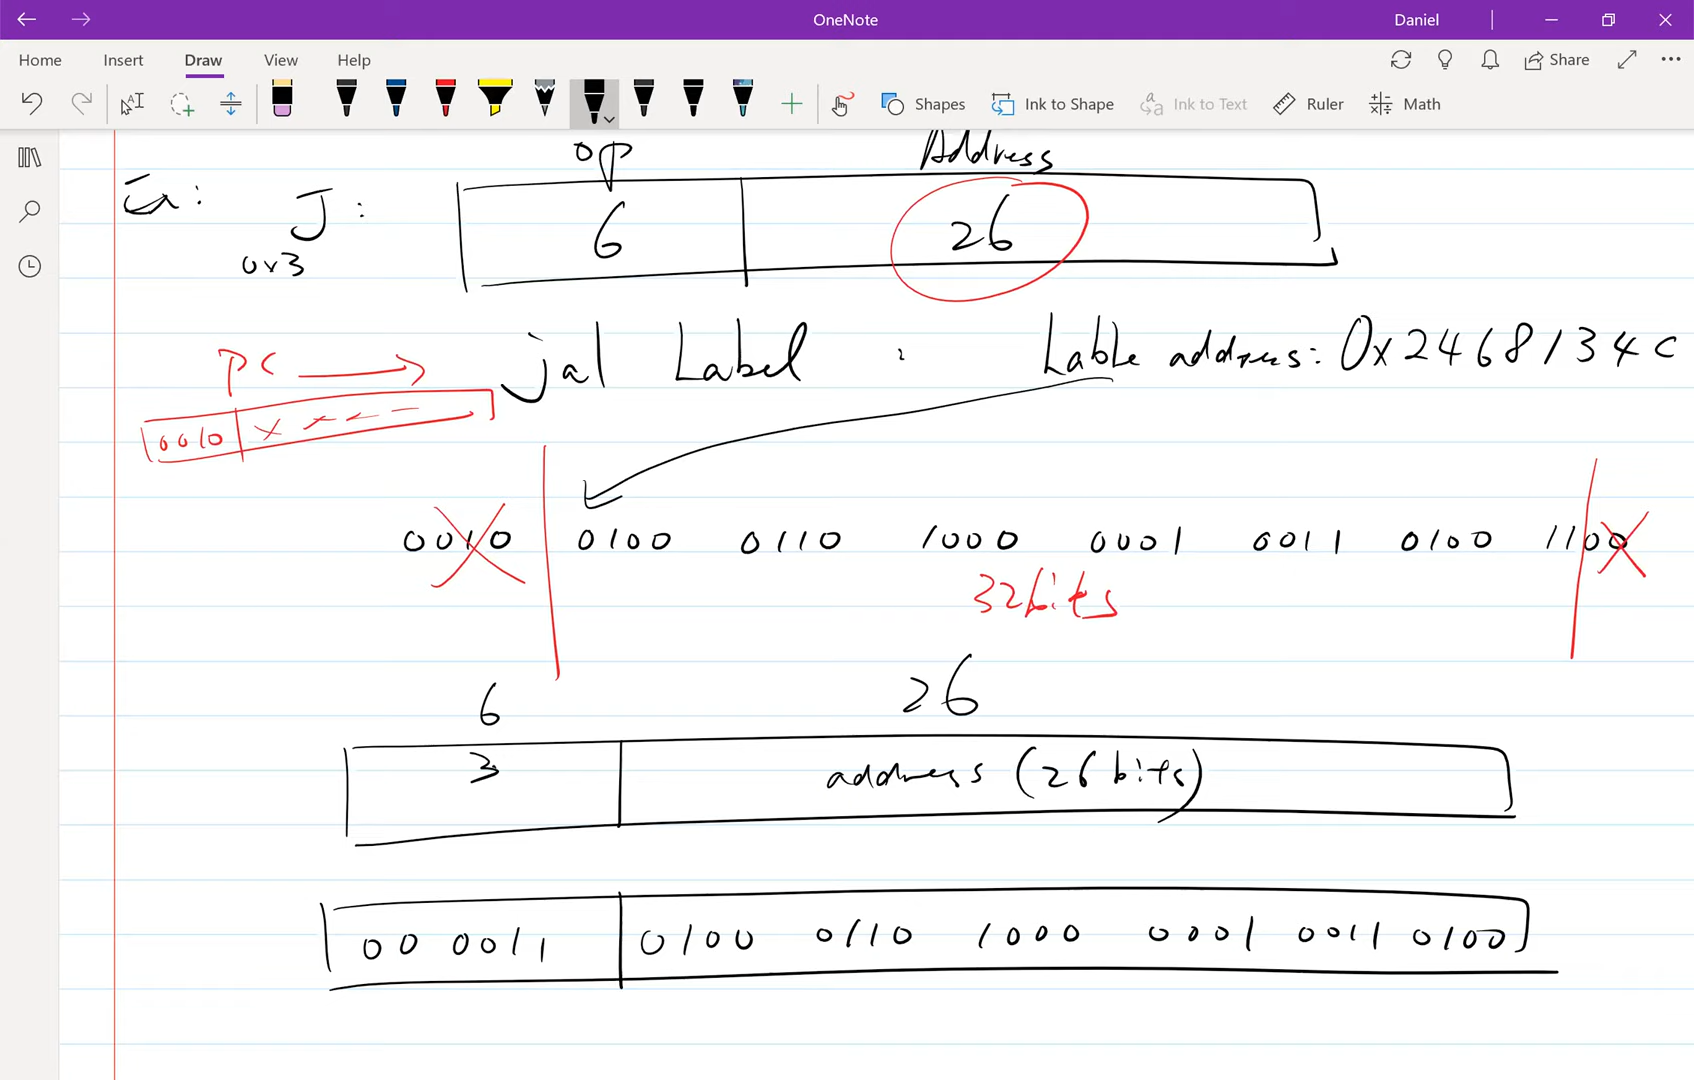 OneNote
Daniel
Home Insert Draw View Help
Share
Shapes Ink to Shape Ink to Text Ruler Math
op Address
Ex: J: 6 26
0x3
jal Label : Lable address: 0x2468134C
PC
0010 x x - - -
0010 0100 0110 1000 0001 0011 0100 1100
32bits
6 26
3 address (26 bits)
00 0011 0100 0110 1000 0001 0011 0100